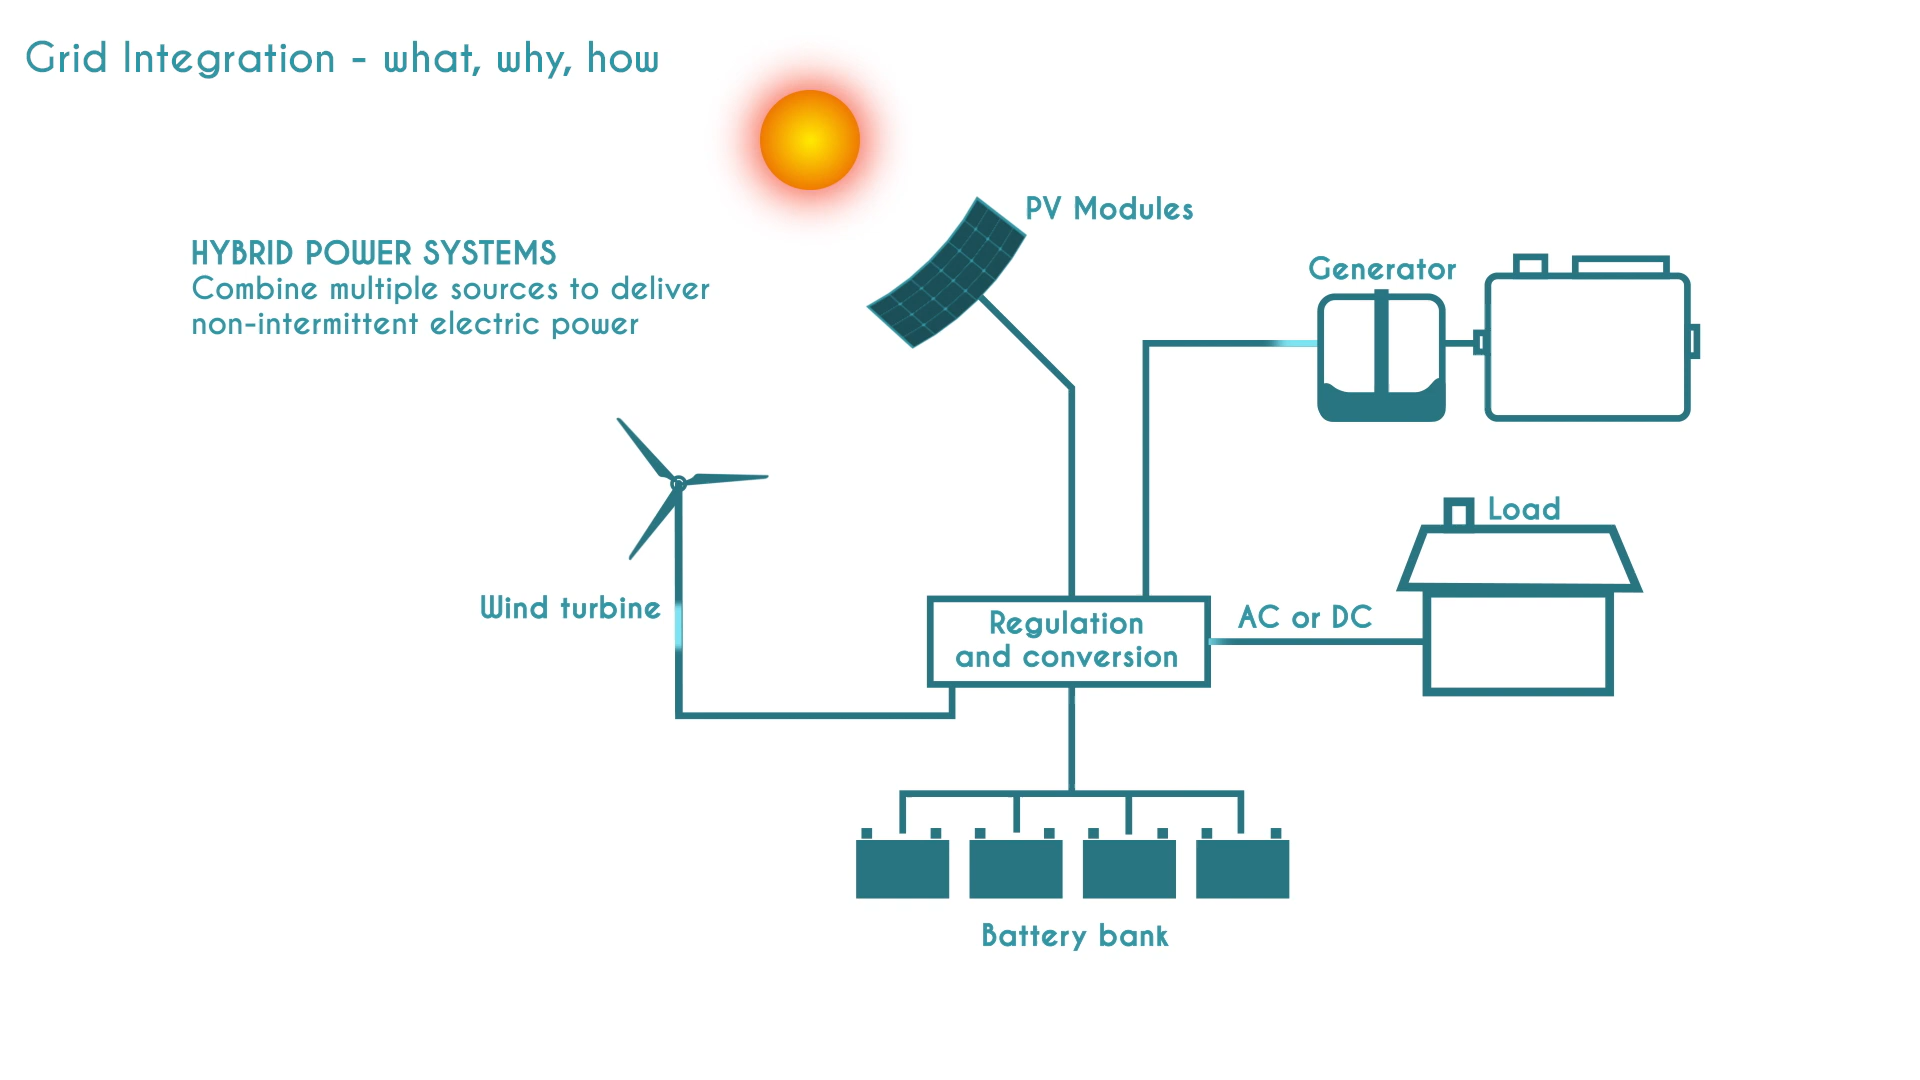 Grid Integration - what, why, how
PV Modules
HYBRID POWER SYSTEMS
Combine multiple sources to deliver
non-intermittent electric power
Generator
Load
Wind turbine
Regulation
and conversion
AC or DC
Battery bank